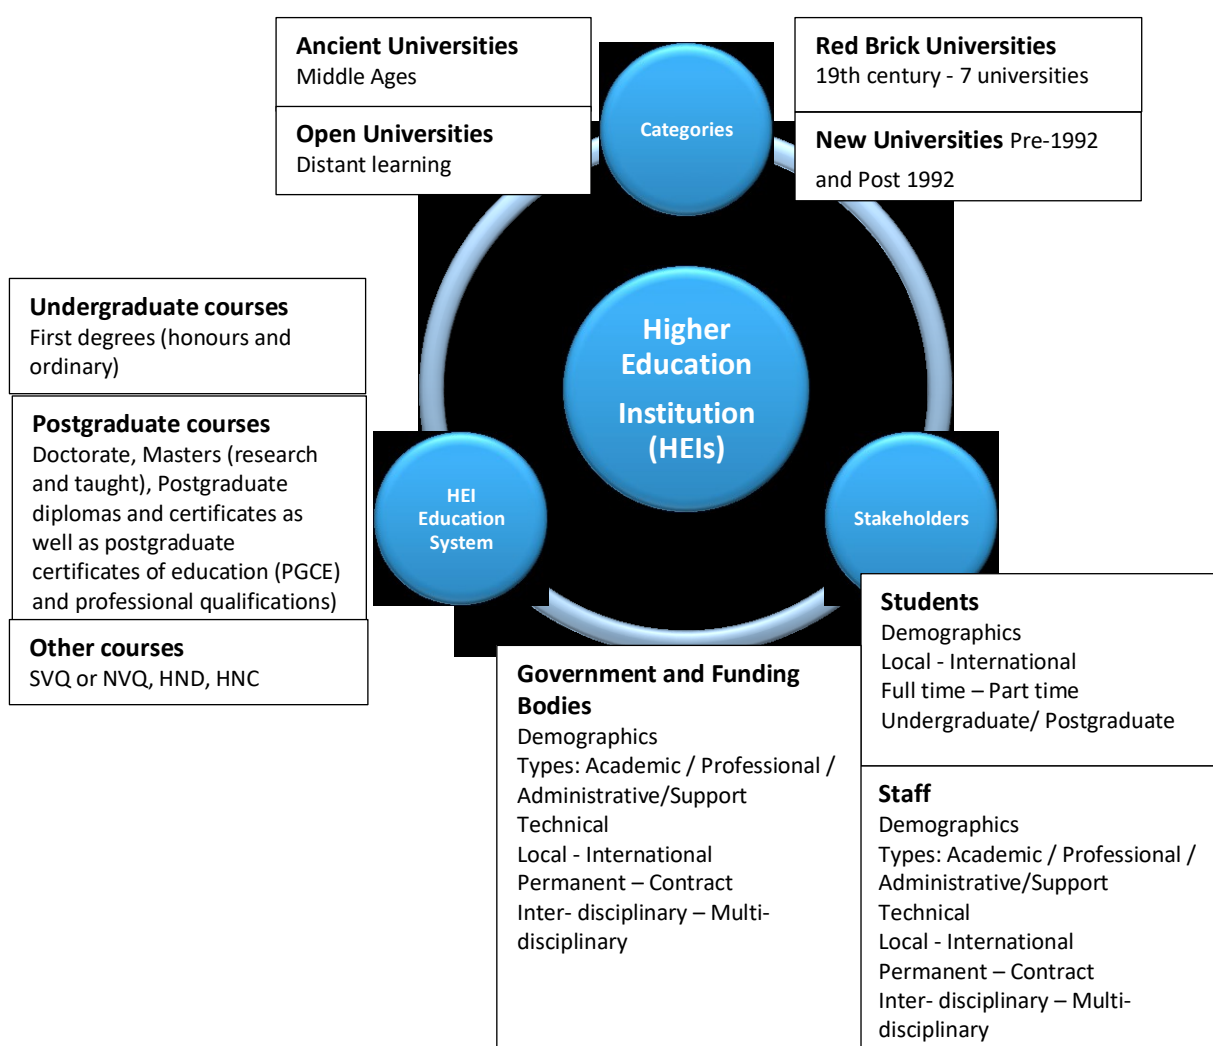 Ancient Universities
Middle Ages
Open Universities
Distant learning
Categories
Red Brick Universities
19th century - 7 universities
New Universities Pre-1992
and Post 1992
Higher
Education
Institution
(HEIs)
Undergraduate courses
First degrees (honours and
ordinary)
Postgraduate courses
Doctorate, Masters (research
and taught), Postgraduate
diplomas and certificates as
well as postgraduate
certificates of education (PGCE)
and professional qualifications)
Other courses
SVQ or NVQ, HND, HNC
HEI
Education
System
Stakeholders
Government and Funding
Bodies
Demographics
Types: Academic / Professional /
Administrative/Support
Technical
Local - International
Permanent – Contract
Inter- disciplinary – Multi-
disciplinary
Students
Demographics
Local - International
Full time – Part time
Undergraduate/ Postgraduate
Staff
Demographics
Types: Academic / Professional /
Administrative/Support
Technical
Local - International
Permanent – Contract
Inter- disciplinary – Multi-
disciplinary